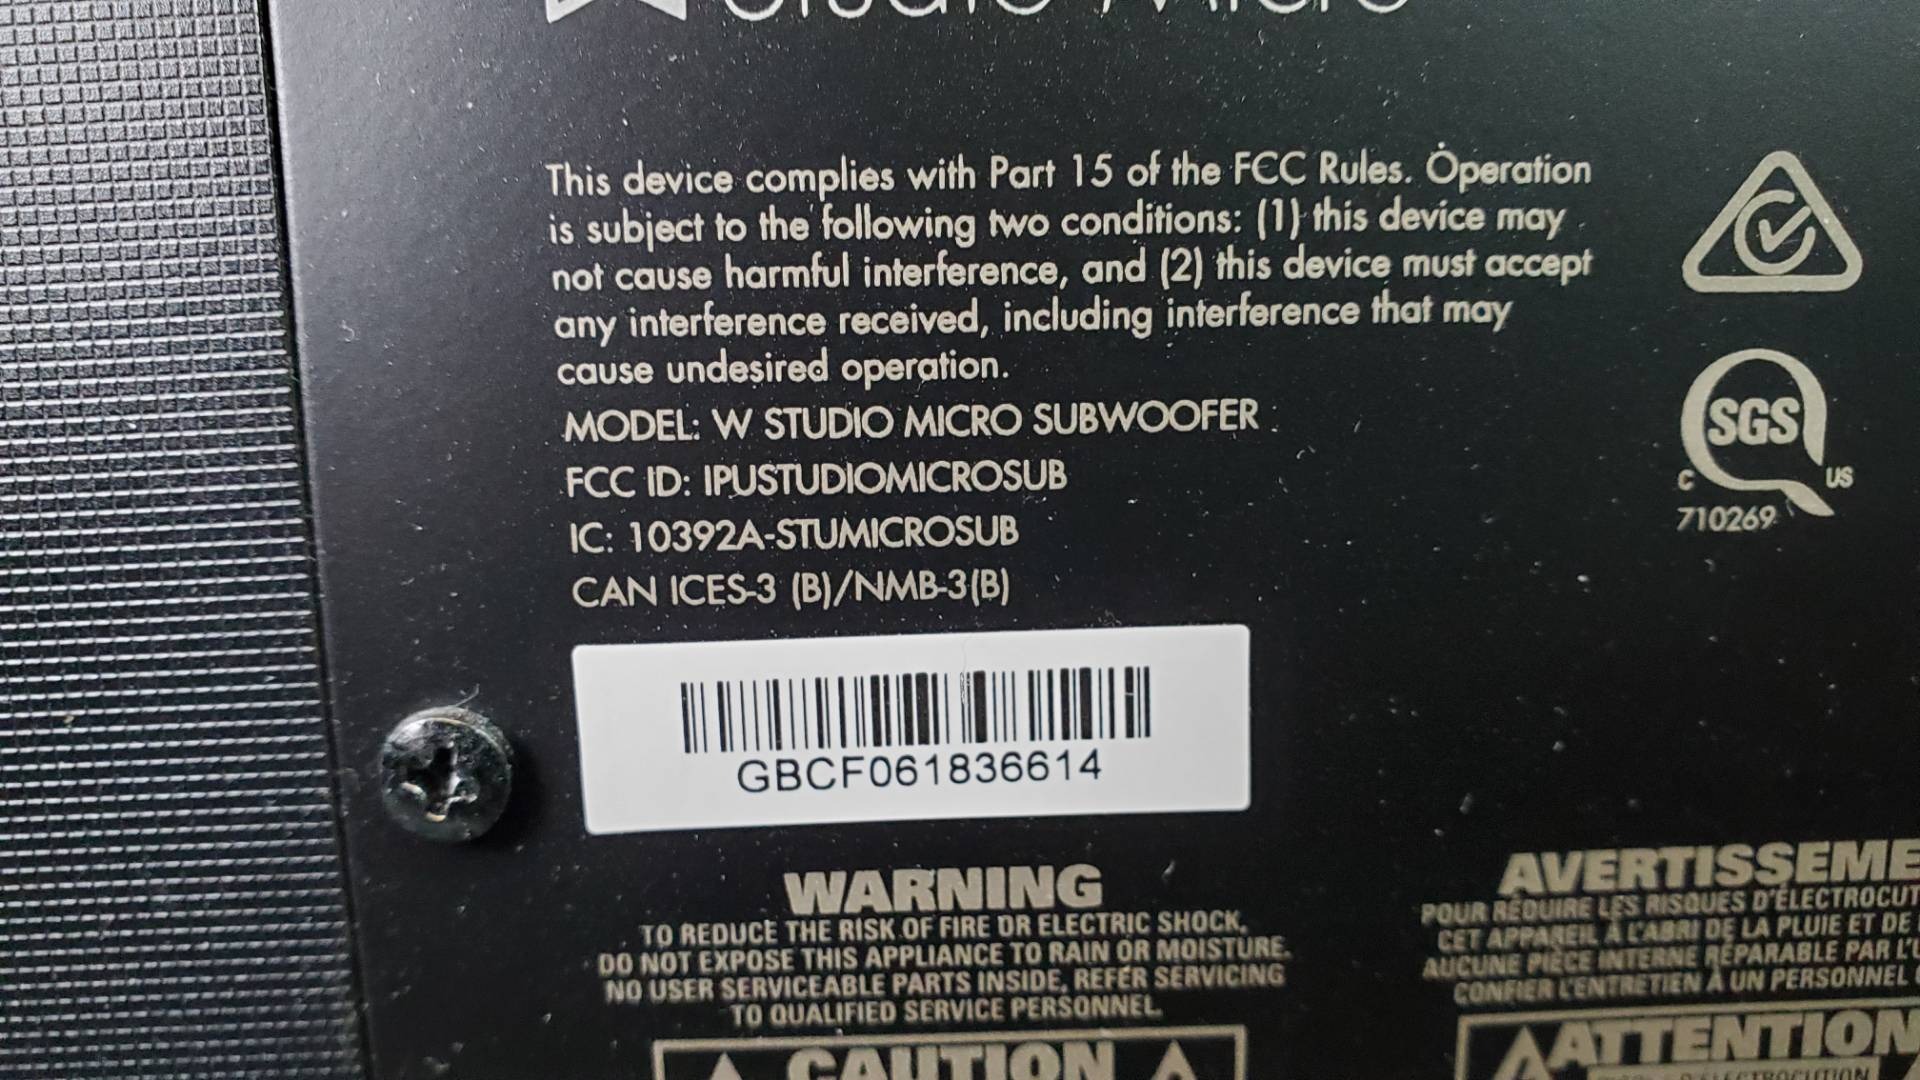 Studio Micro
This device complies with Part 15 of the FCC Rules. Operation
is subject to the following two conditions: (1) this device may
not cause harmful interference, and (2) this device must accept
any interference received, including interference that may
cause undesired operation.
MODEL: W STUDIO MICRO SUBWOOFER
FCC ID: IPUSTUDIOMICROSUB
IC: 10392A-STUMICROSUB
CAN ICES-3 (B)/NMB-3(B)
SGS
C US
710269
GBCF061836614
WARNING
TO REDUCE THE RISK OF FIRE OR ELECTRIC SHOCK,
DO NOT EXPOSE THIS APPLIANCE TO RAIN OR MOISTURE.
NO USER SERVICEABLE PARTS INSIDE, REFER SERVICING
TO QUALIFIED SERVICE PERSONNEL.
CAUTION
AVERTISSEME
POUR RÉDUIRE LES RISQUES D'ÉLECTROCUT
CET APPAREIL À L'ABRI DE LA PLUIE ET DE
AUCUNE PIÈCE INTERNE RÉPARABLE PAR L'U
CONFIER L'ENTRETIEN À UN PERSONNEL
ATTENTION